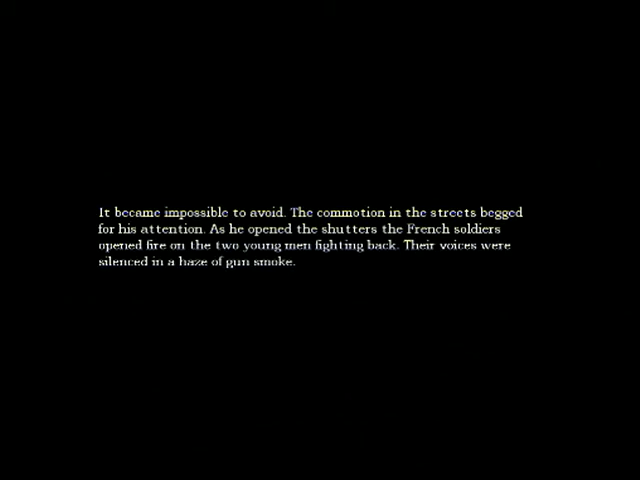 It became impossible to avoid. The commotion in the streets begged
for his attention. As he opened the shutters the French soldiers
opened fire on the two young men fighting back. Their voices were
silenced in a haze of gun smoke.